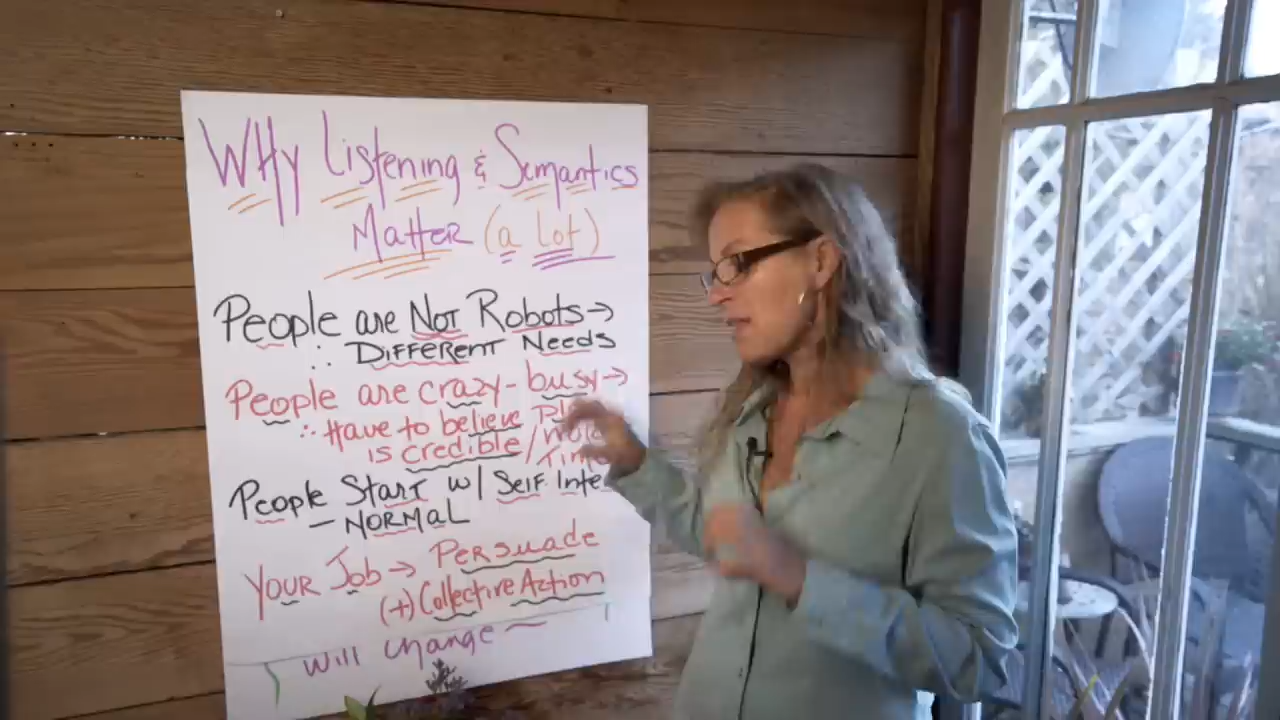 WHy Listening & Semantics
Matter (a lot)
People are Not Robots →
∴ Different Needs
People are crazy-busy →
∴ Have to believe
is credible /
People Start w/ Self
- Normal
Your Job → Persuade
(+) Collective Action
will change ~